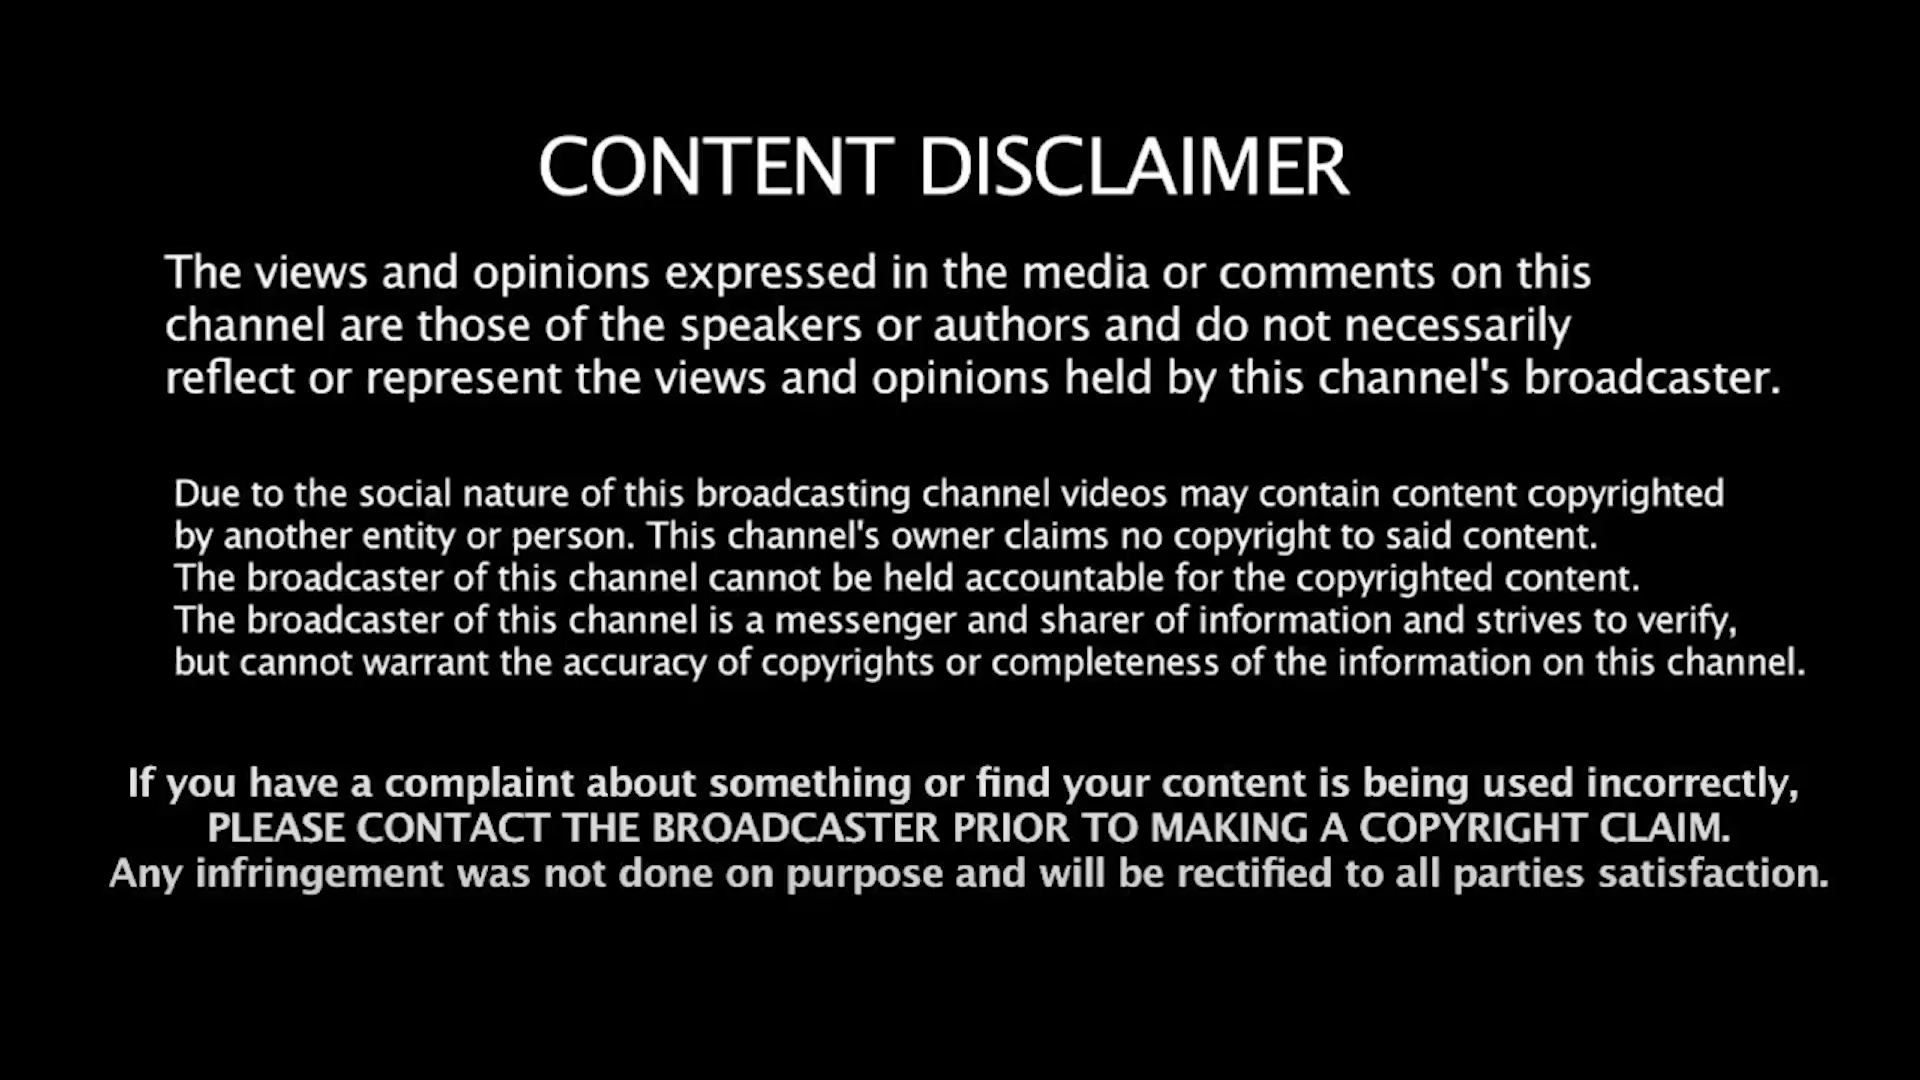 CONTENT DISCLAIMER
The views and opinions expressed in the media or comments on this
channel are those of the speakers or authors and do not necessarily
reflect or represent the views and opinions held by this channel's broadcaster.
Due to the social nature of this broadcasting channel videos may contain content copyrighted
by another entity or person. This channel's owner claims no copyright to said content.
The broadcaster of this channel cannot be held accountable for the copyrighted content.
The broadcaster of this channel is a messenger and sharer of information and strives to verify,
but cannot warrant the accuracy of copyrights or completeness of the information on this channel.
If you have a complaint about something or find your content is being used incorrectly,
PLEASE CONTACT THE BROADCASTER PRIOR TO MAKING A COPYRIGHT CLAIM.
Any infringement was not done on purpose and will be rectified to all parties satisfaction.